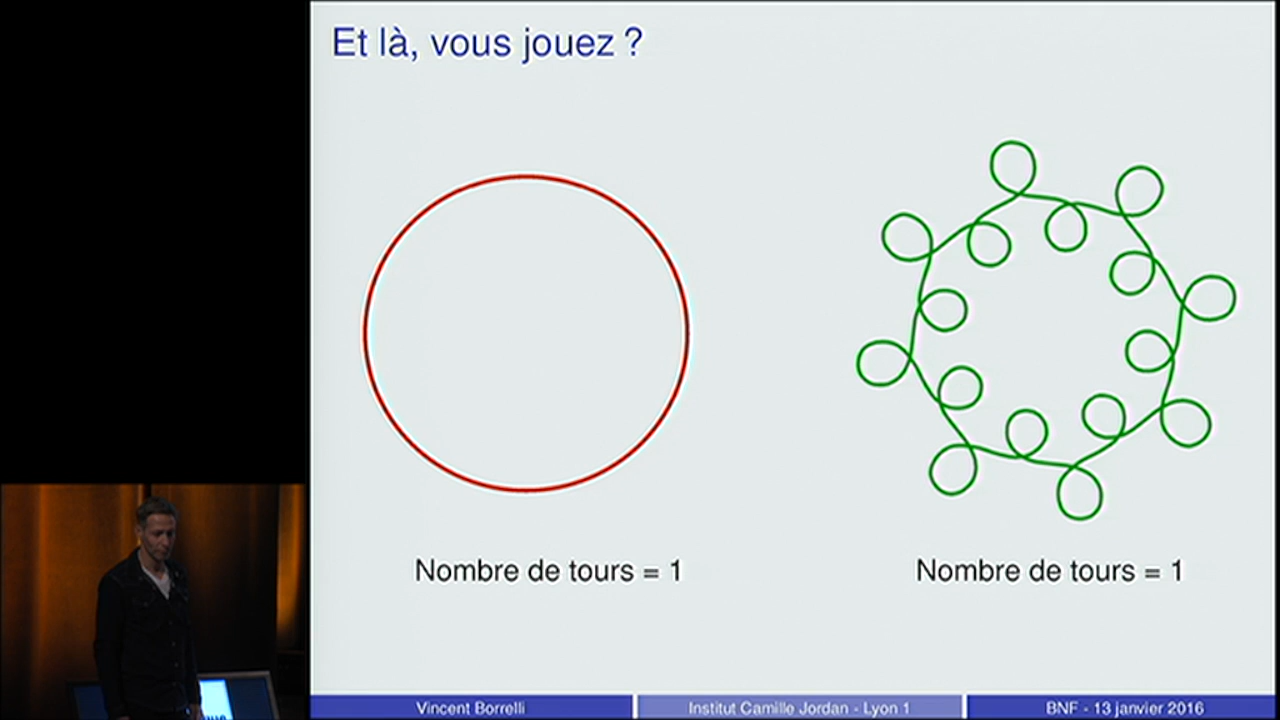 Et là, vous jouez ?
Nombre de tours = 1
Nombre de tours = 1
Vincent Borrelli
Institut Camille Jordan - Lyon 1
BNF - 13 janvier 2016